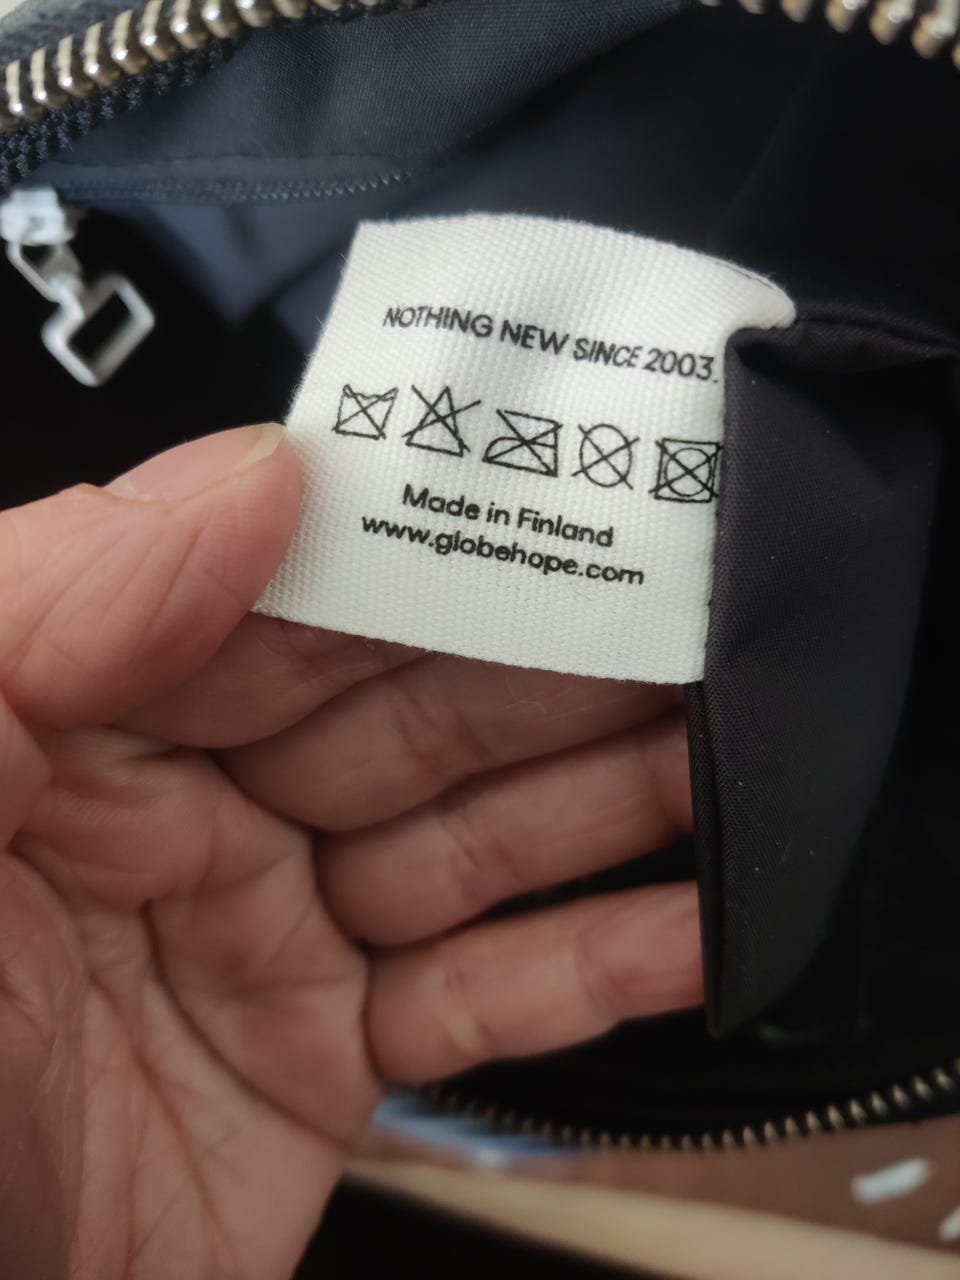 NOTHING NEW SINCE 2003.
Made in Finland
www.globehope.com